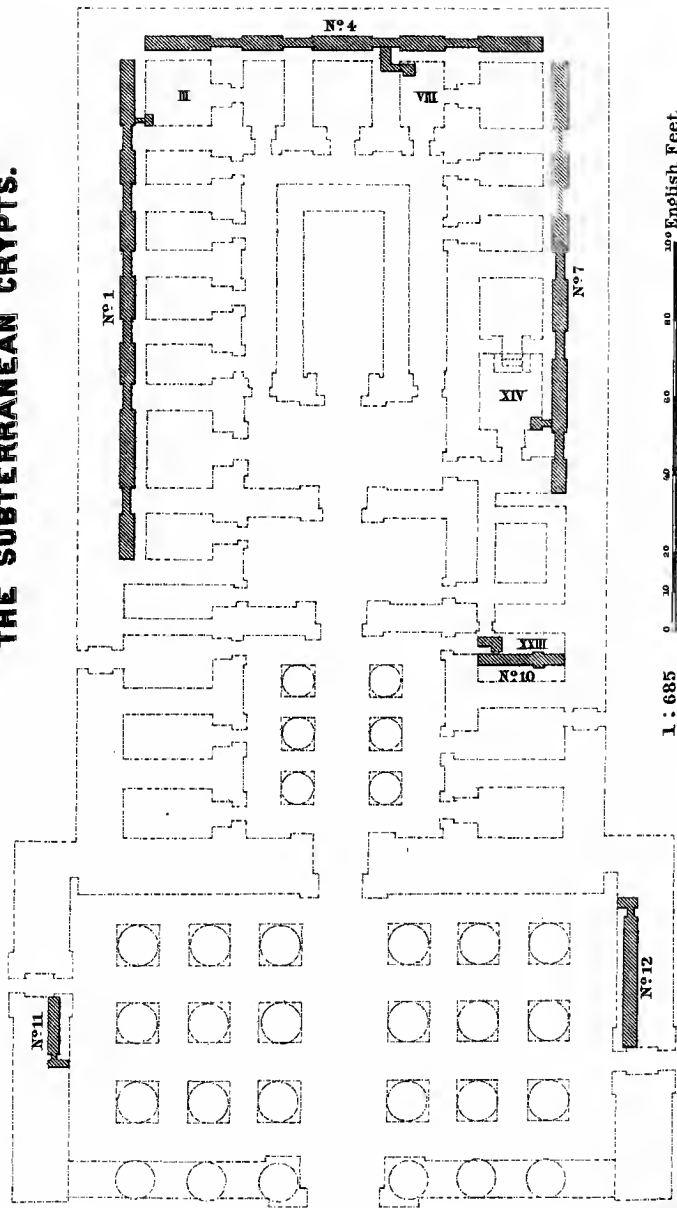 THE SUBTERRANEAN CRYPTS.
Nº 4
III
VIII
Nº 1
Nº 7
XIV
XXIII
Nº 10
Nº 11
Nº 12
0 10 20 40 60 80 100 English Feet
1 : 685